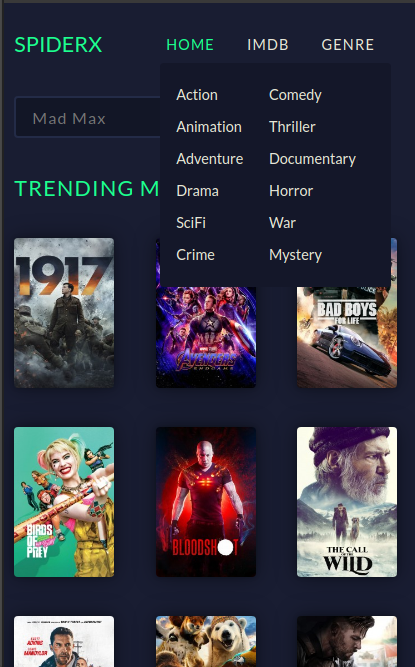 SPIDERX
HOME IMDB GENRE
Action Comedy
Mad Max
Animation Thriller
Adventure Documentary
TRENDING M
Drama Horror
SciFi War
Crime Mystery
1917
AVENGERS
ENDGAME
BAD BOYS
FOR LIFE
BIRDS
OF
PREY
BLOODSH T
THE CALL
OF THE
WILD